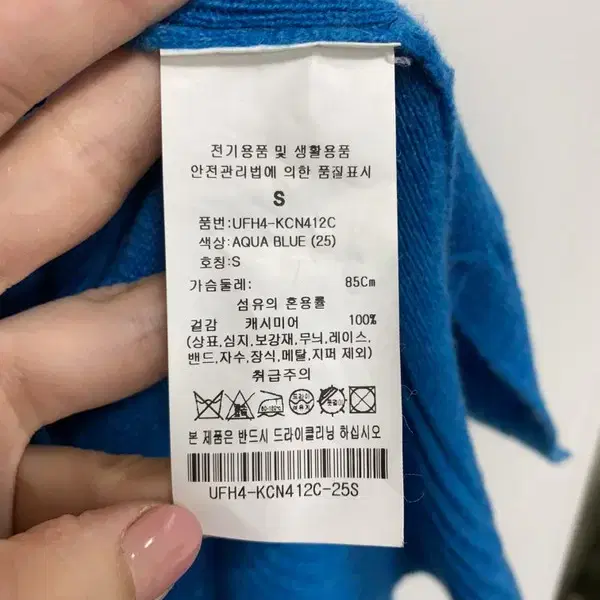 전기용품 및 생활용품
안전관리법에 의한 품질표시
S
품번:UFH4-KCN412C
색상:AQUA BLUE (25)
호칭:S
가슴둘레: 85Cm
섬유의 혼용률
겉감 캐시미어 100%
(상표,심지,보강재,무늬,레이스,
밴드,자수,장식,메탈,지퍼 제외)
취급주의
본 제품은 반드시 드라이클리닝 하십시오
UFH4-KCN412C-25S